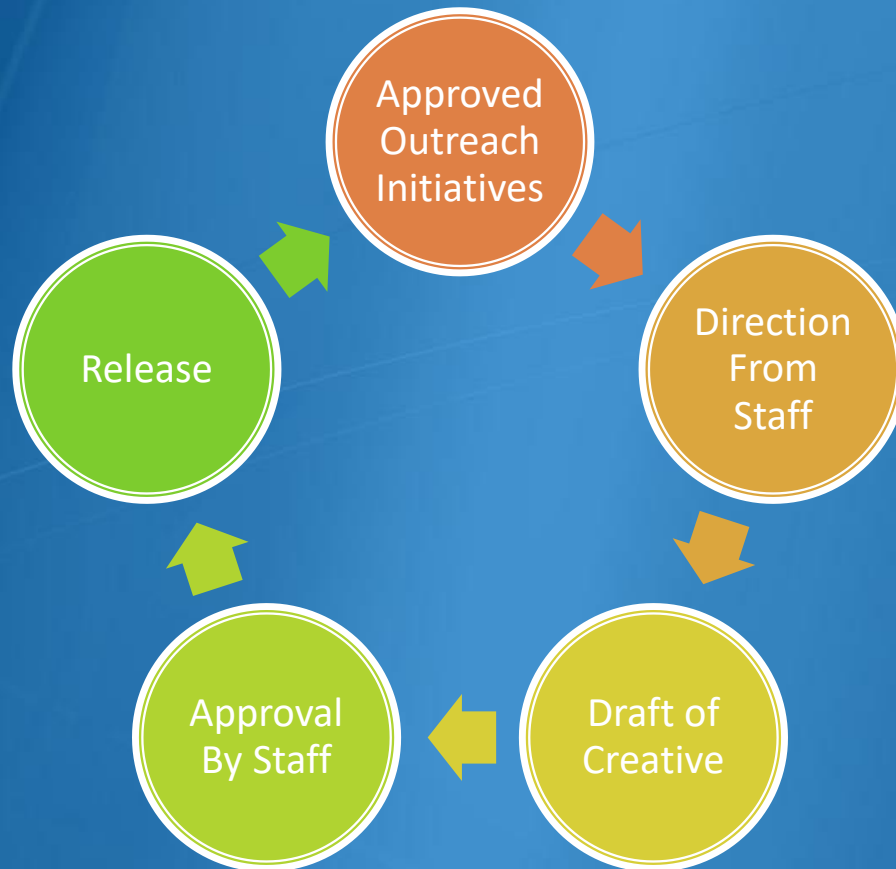 Approved
Outreach
Initiatives
Direction
From
Staff
Draft of
Creative
Approval
By Staff
Release